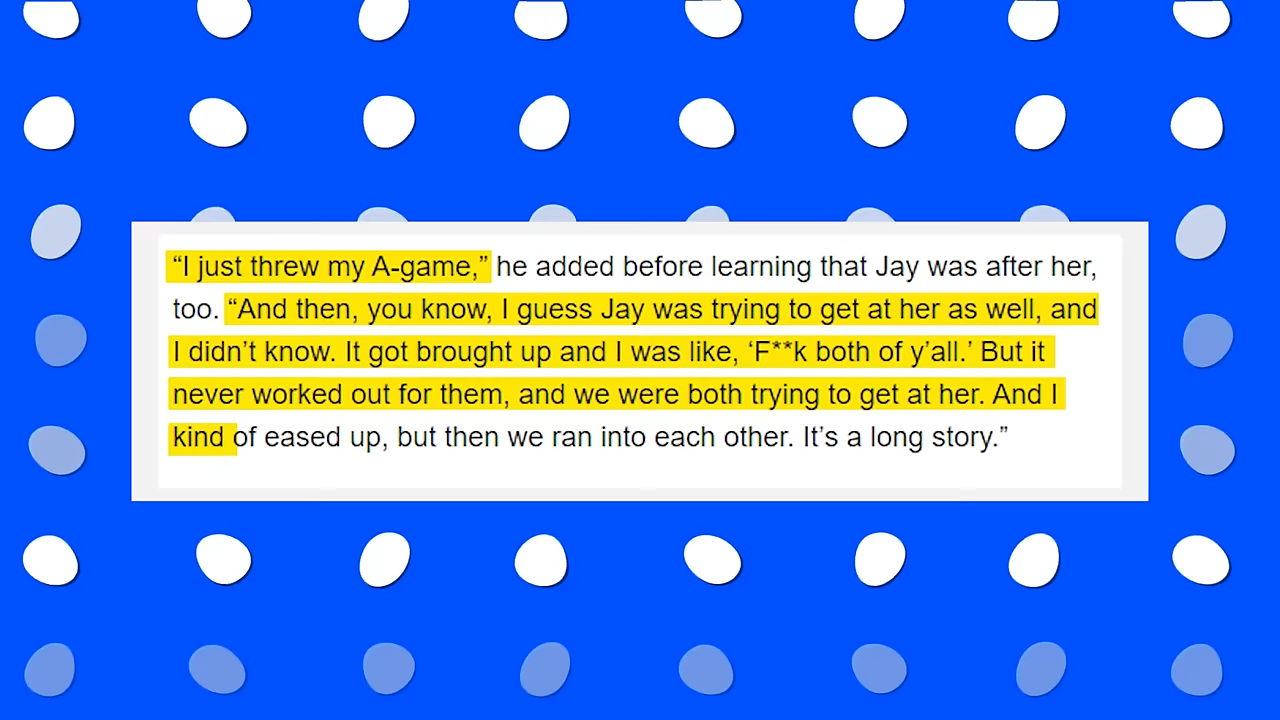 “I just threw my A-game,” he added before learning that Jay was after her,
too. “And then, you know, I guess Jay was trying to get at her as well, and
I didn’t know. It got brought up and I was like, ‘F**k both of y’all.’ But it
never worked out for them, and we were both trying to get at her. And I
kind of eased up, but then we ran into each other. It’s a long story.”